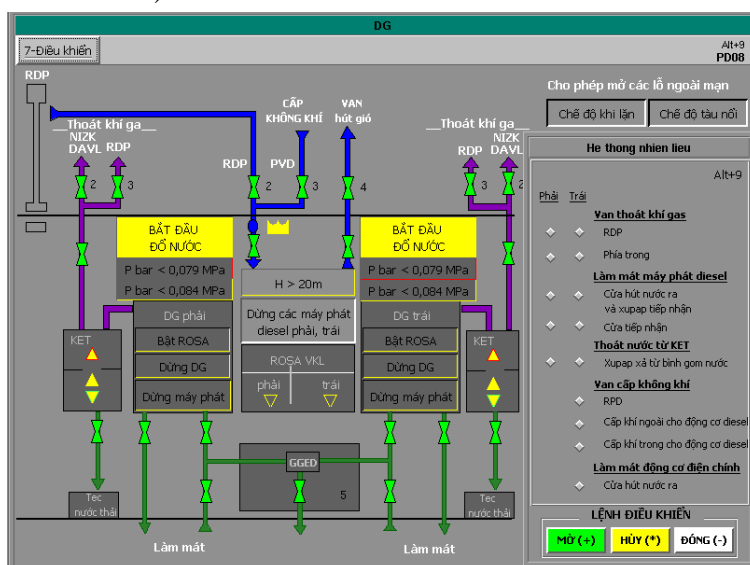 DG
7-Điều khiển
Alt+9
PD08
RDP
Cho phép mở các lỗ ngoài mạn
Chế độ khi lặn
Chế độ tàu nổi
CẤP
KHÔNG KHÍ
VAN
hút gió
__Thoát khí ga__
NIZK
DAVL RDP
__Thoát khí ga__
NIZK
RDP DAVL
RDP
PVD
2
3
2
3
4
3
2
He thong nhien lieu
Alt+9
Phải
Trái
Van thoát khí gas
RDP
Phía trong
Làm mát máy phát diesel
Cửa hút nước ra
và xupap tiếp nhận
Cửa tiếp nhận
Thoát nước từ KET
Xupap xả từ bình gom nước
Van cấp không khí
RPD
Cấp khí ngoài cho động cơ diesel
Cấp khí trong cho động cơ diesel
Làm mát động cơ điện chính
Cửa hút nước ra
BẮT ĐẦU
ĐỔ NƯỚC
P bar < 0,079 MPa
P bar < 0,084 MPa
DG phải
Bật ROSA
Dừng DG
Dừng máy phát
H > 20m
Dừng các máy phát
diesel phải, trái
ROSA VKL
phải
trái
BẮT ĐẦU
ĐỔ NƯỚC
P bar < 0,079 MPa
P bar < 0,084 MPa
DG trái
Bật ROSA
Dừng DG
Dừng máy phát
KET
KET
GGED
5
Tec
nước thải
Tec
nước thải
Làm mát
Làm mát
LỆNH ĐIỀU KHIỂN
MỞ (+)
HỦY (*)
ĐÓNG (-)